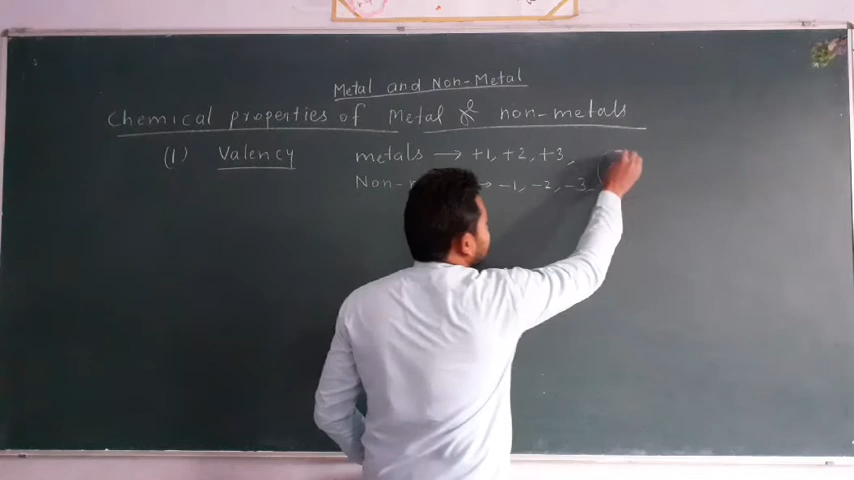 Metal and Non-Metal
Chemical properties of Metal & non-metals
(1) Valency metals → +1, +2, +3,
Non- → -1, -2, -3,